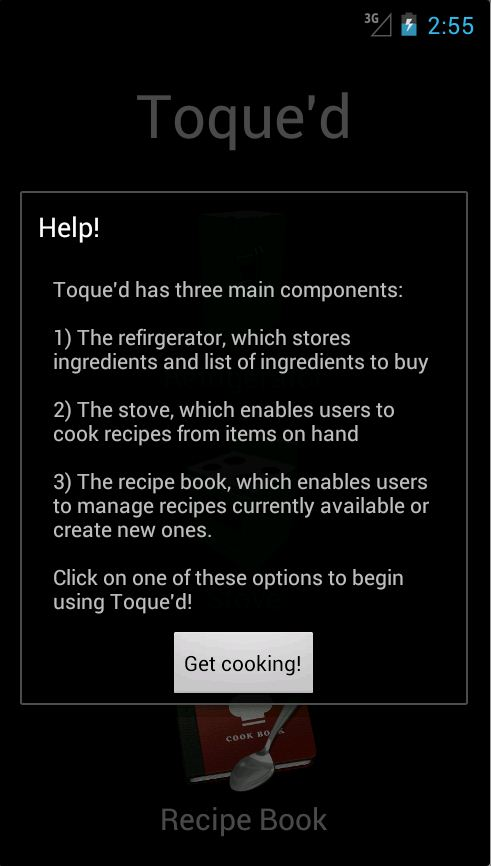 3G
2:55
Toque'd
Help!
Toque'd has three main components:
1) The refirgerator, which stores
ingredients and list of ingredients to buy
2) The stove, which enables users to
cook recipes from items on hand
3) The recipe book, which enables users
to manage recipes currently available or
create new ones.
Click on one of these options to begin
using Toque'd!
Get cooking!
COOK BOOK
Recipe Book